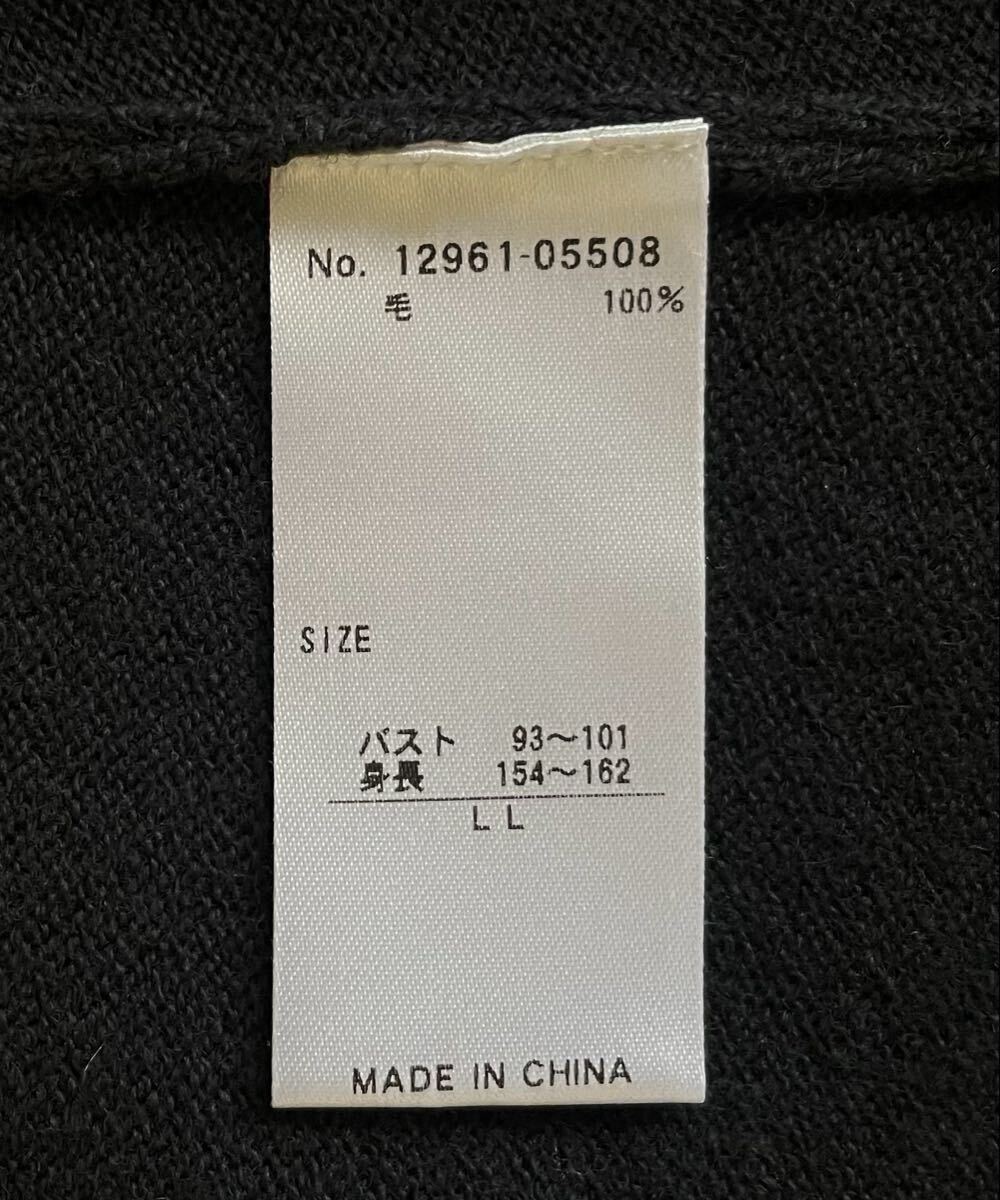 No. 12961-05508
毛 100%
SIZE
バスト 93～101
身長 154～162
LL
MADE IN CHINA